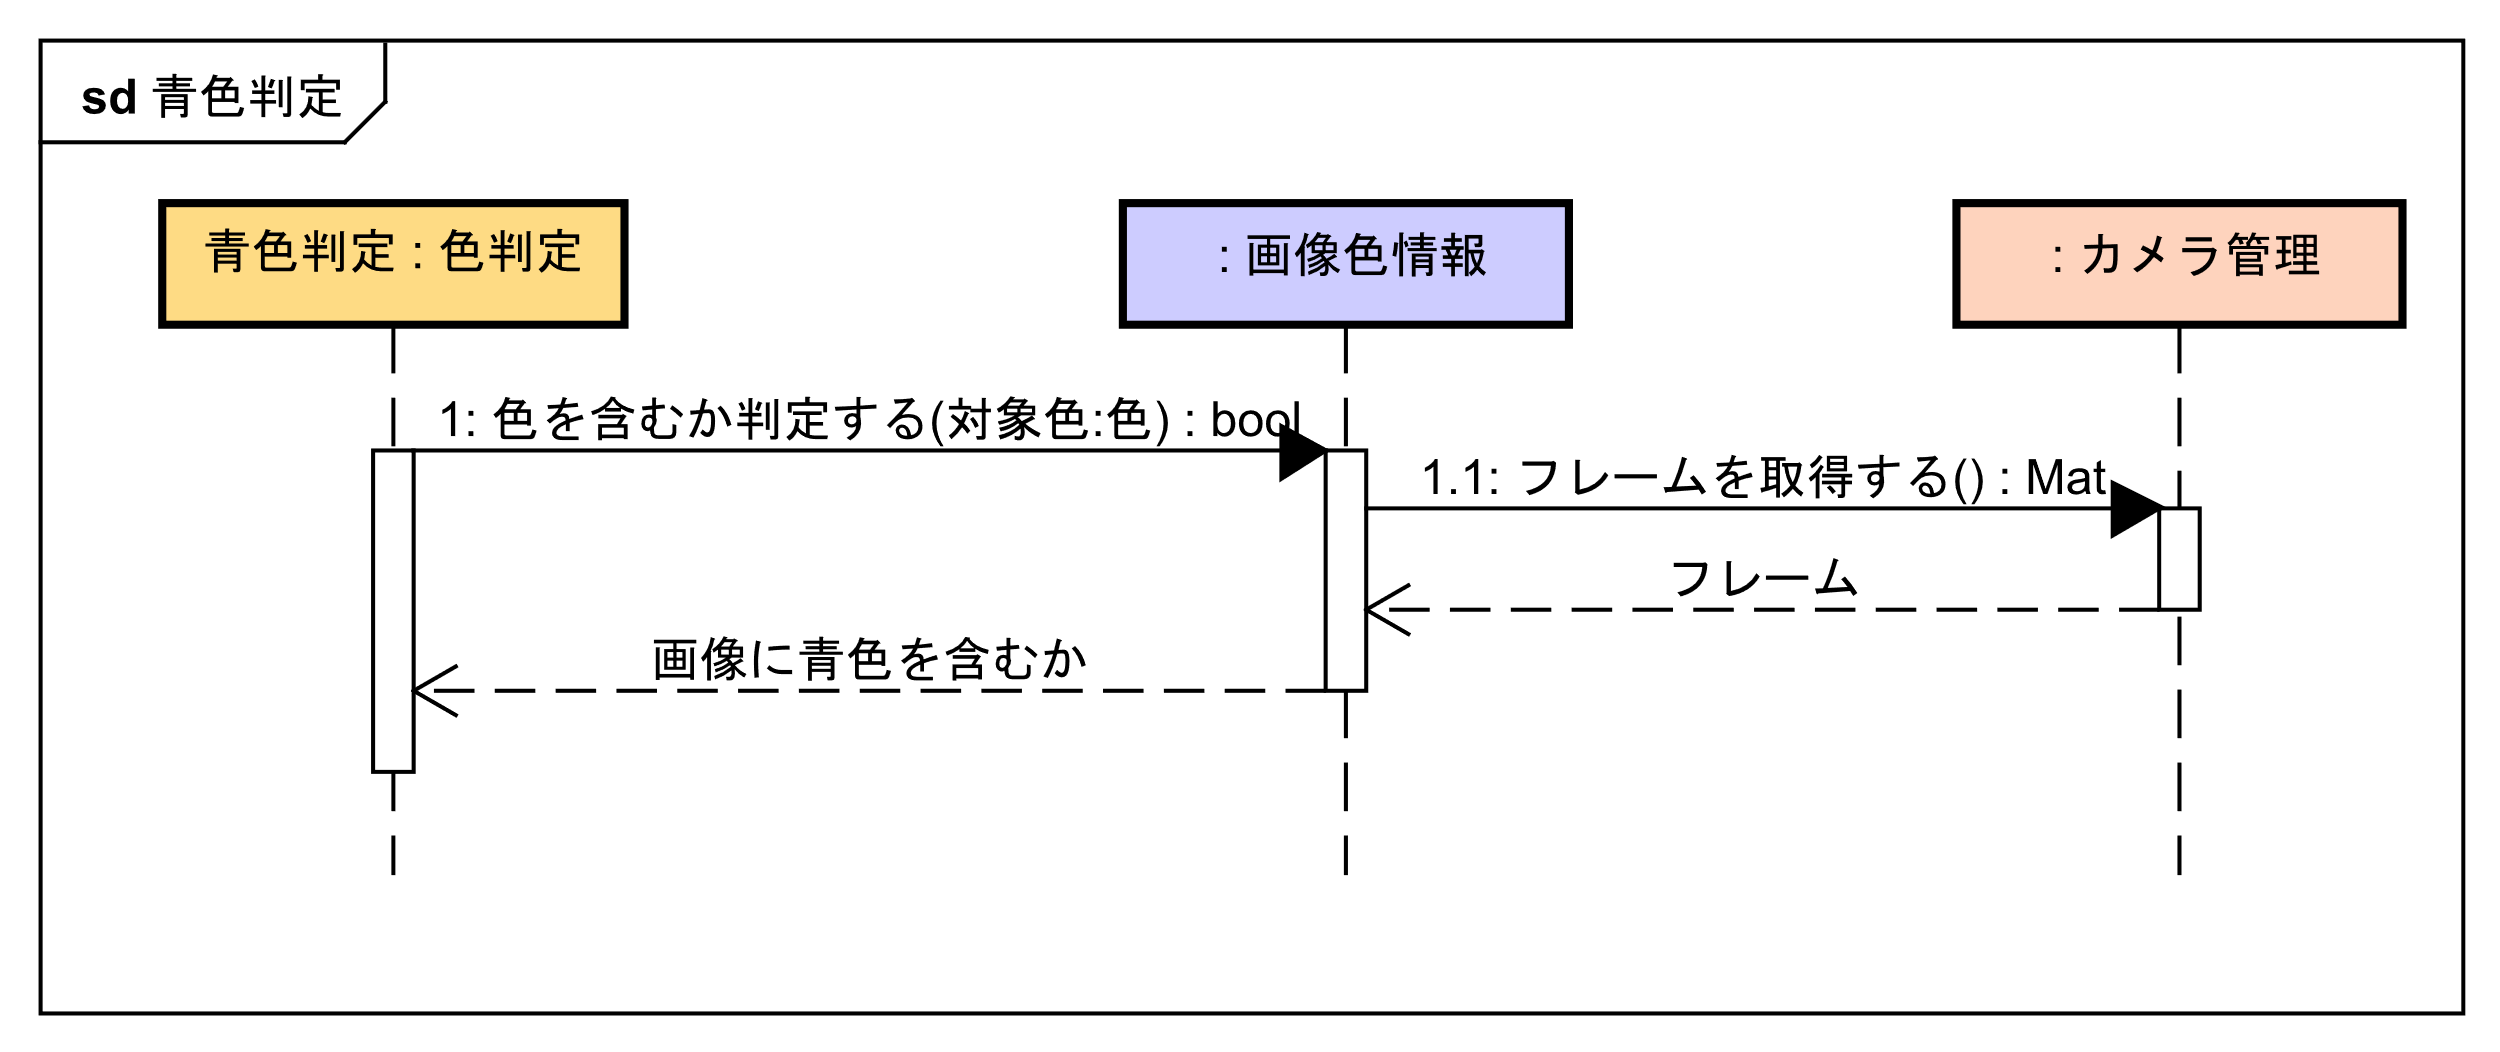 sd 青色判定
青色判定 : 色判定
: 画像色情報
: カメラ管理
1: 色を含むか判定する(対象色:色) : bool
1.1: フレームを取得する() : Mat
フレーム
画像に青色を含むか